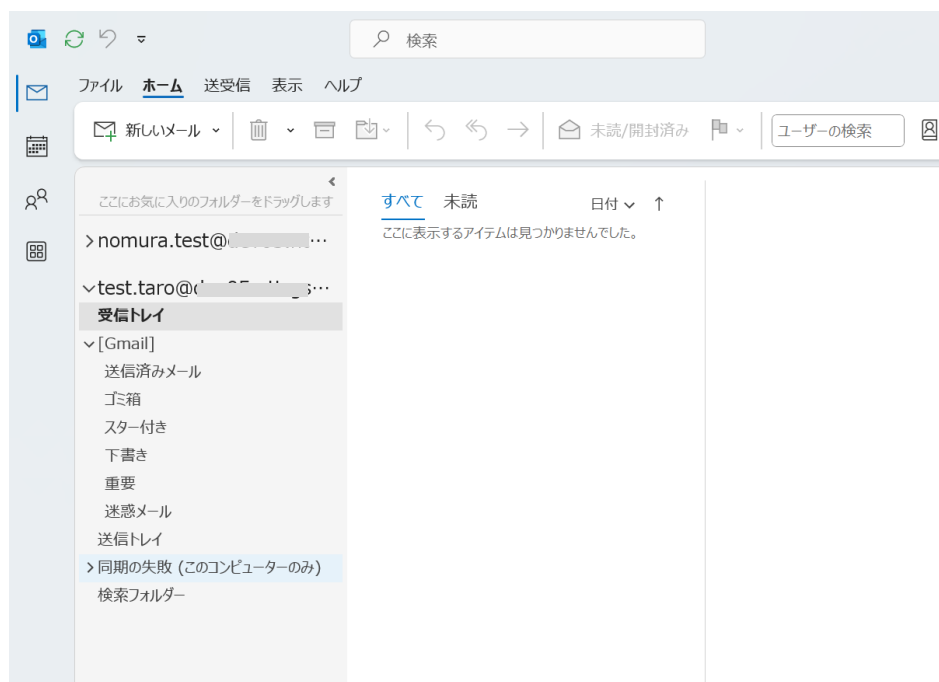 検索
ファイル ホーム 送受信 表示 ヘルプ
新しいメール 未読/開封済み ユーザーの検索
ここにお気に入りのフォルダーをドラッグします
nomura.test@
test.taro@
受信トレイ
[Gmail]
送信済みメール
ゴミ箱
スター付き
下書き
重要
迷惑メール
送信トレイ
同期の失敗 (このコンピューターのみ)
検索フォルダー
すべて 未読 日付
ここに表示するアイテムは見つかりませんでした。